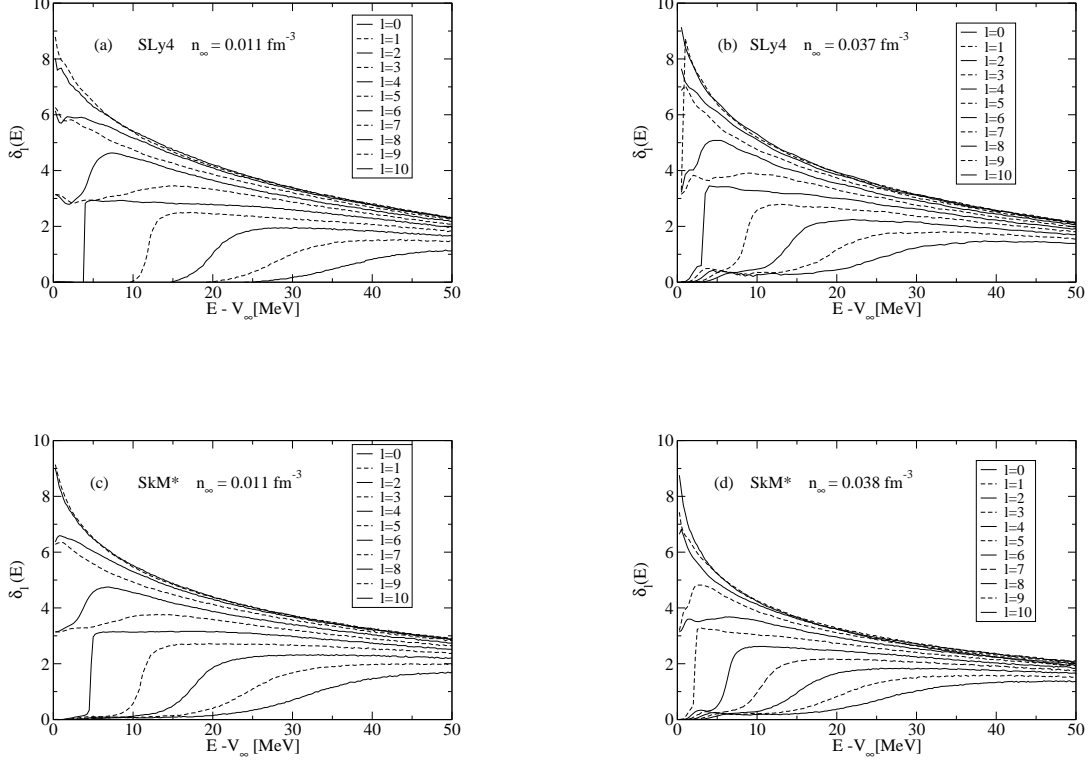 (a) SLy4 n∞ = 0.011 fm⁻³
l=0
l=1
l=2
l=3
l=4
l=5
l=6
l=7
l=8
l=9
l=10
10
8
6
4
2
0
δₗ(E)
0 10 20 30 40 50
E - V∞[MeV]
(b) SLy4 n∞ = 0.037 fm⁻³
l=0
l=1
l=2
l=3
l=4
l=5
l=6
l=7
l=8
l=9
l=10
10
8
6
4
2
0
δₗ(E)
0 10 20 30 40 50
E - V∞[MeV]
(c) SkM* n∞ = 0.011 fm⁻³
l=0
l=1
l=2
l=3
l=4
l=5
l=6
l=7
l=8
l=9
l=10
10
8
6
4
2
0
δₗ(E)
0 10 20 30 40 50
E -V∞ [MeV]
(d) SkM* n∞ = 0.038 fm⁻³
l=0
l=1
l=2
l=3
l=4
l=5
l=6
l=7
l=8
l=9
l=10
10
8
6
4
2
0
δₗ(E)
0 10 20 30 40 50
E - V∞ [MeV]